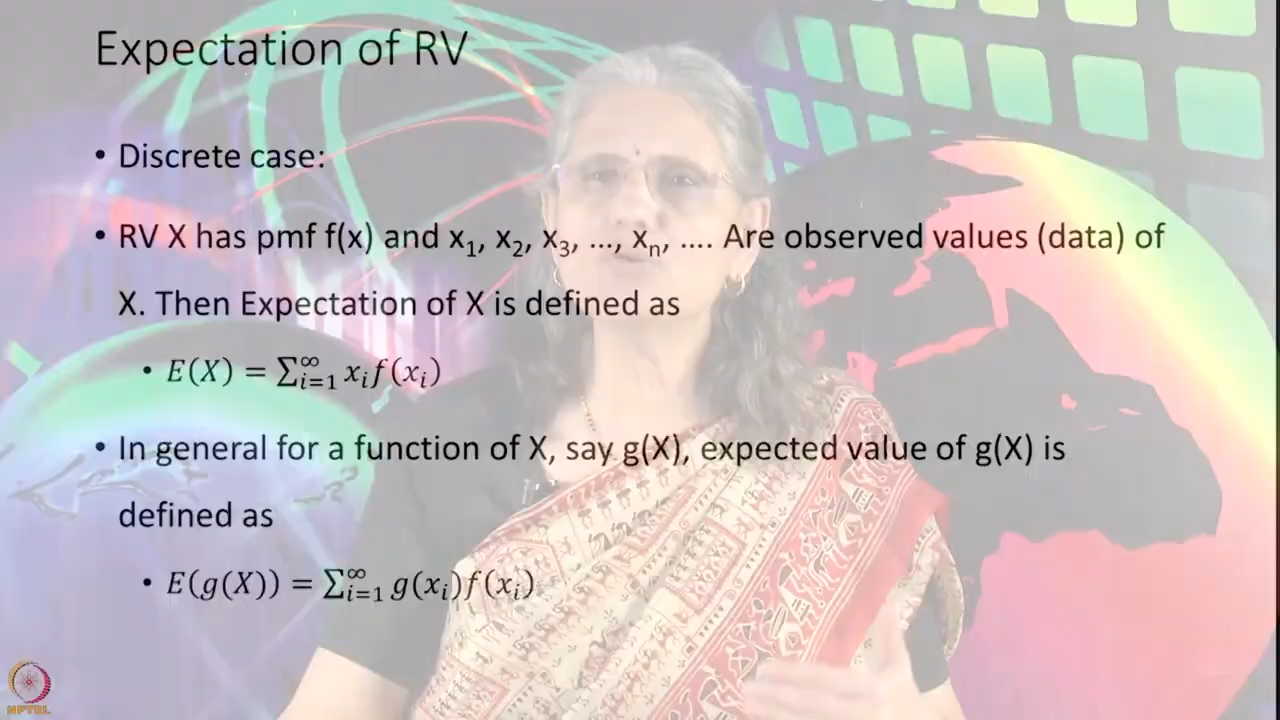 Expectation of RV
• Discrete case:
• RV X has pmf f(x) and x₁, x₂, x₃, ..., xₙ, .... Are observed values (data) of
X. Then Expectation of X is defined as
• E(X) = ∑_{i=1}^{∞} xᵢf(xᵢ)
• In general for a function of X, say g(X), expected value of g(X) is
defined as
• E(g(X)) = ∑_{i=1}^{∞} g(xᵢ)f(xᵢ)
NPTEL